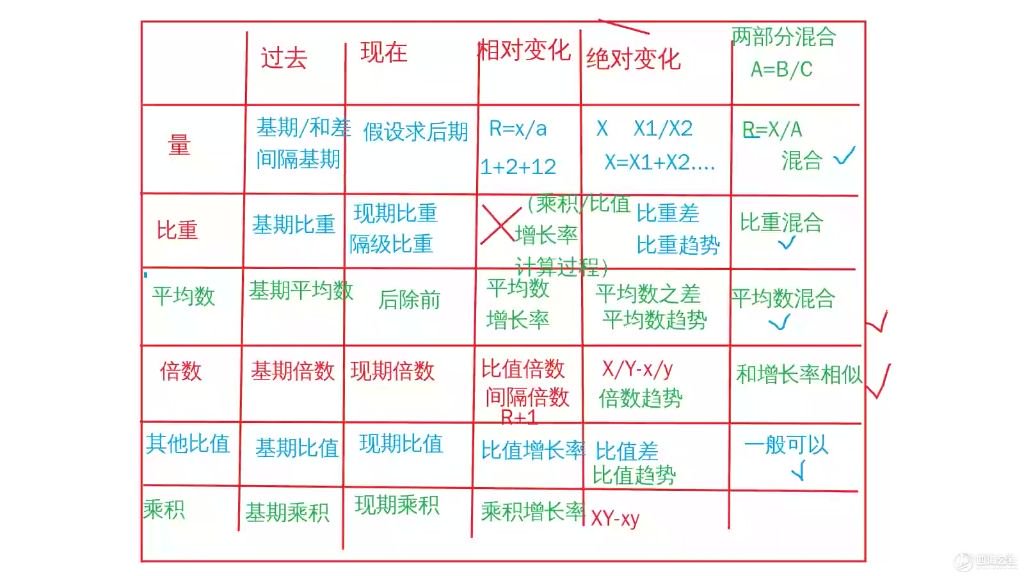 过去
现在
相对变化
绝对变化
两部分混合
A=B/C
量
基期/和差
间隔基期
假设求后期
R=x/a
1+2+12
X X1/X2
X=X1+X2....
R=X/A
混合
比重
基期比重
现期比重
隔级比重
(乘积/比值
增长率
计算过程)
比重差
比重趋势
比重混合
平均数
基期平均数
后除前
平均数
增长率
平均数之差
平均数趋势
平均数混合
倍数
基期倍数
现期倍数
比值倍数
间隔倍数
R+1
X/Y-x/y
倍数趋势
和增长率相似
其他比值
基期比值
现期比值
比值增长率
比值差
比值趋势
一般可以
乘积
基期乘积
现期乘积
乘积增长率
XY-xy